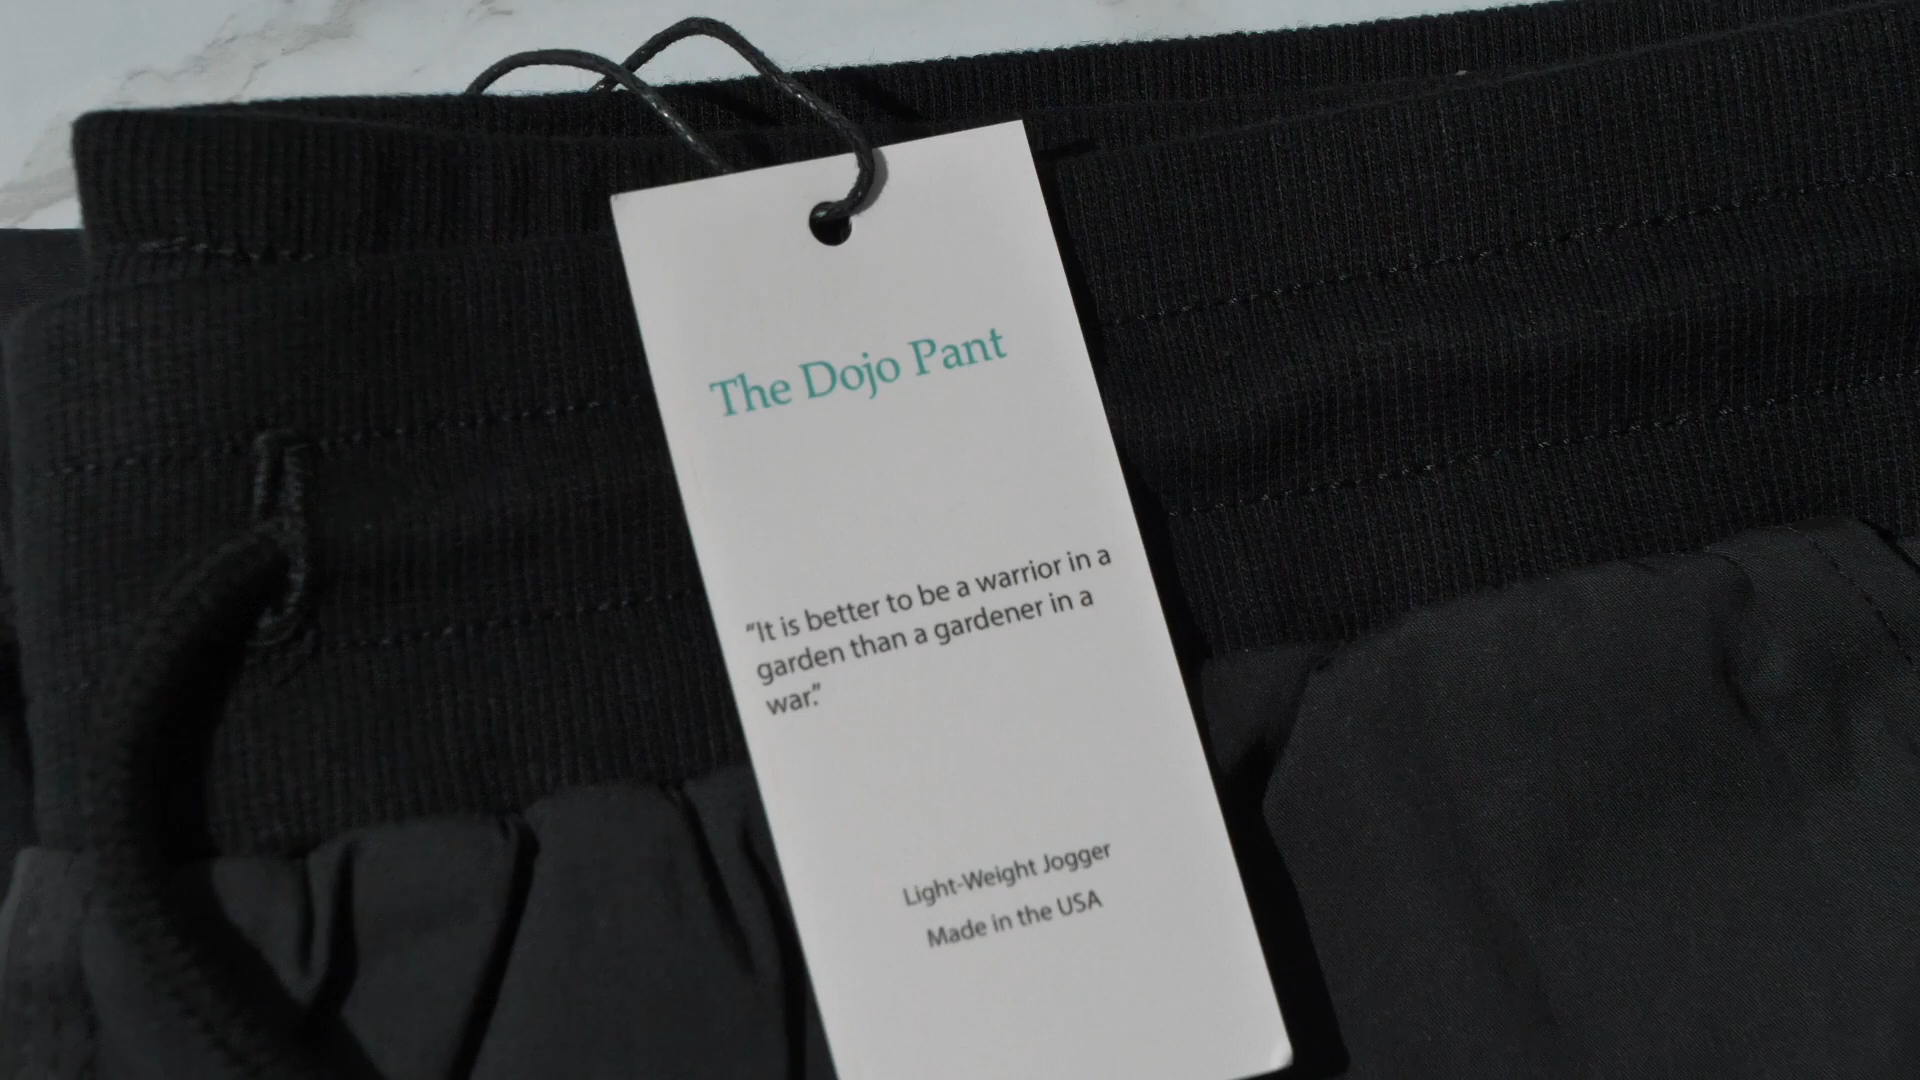 The Dojo Pant
“It is better to be a warrior in a
garden than a gardener in a
war.”
Light-Weight Jogger
Made in the USA